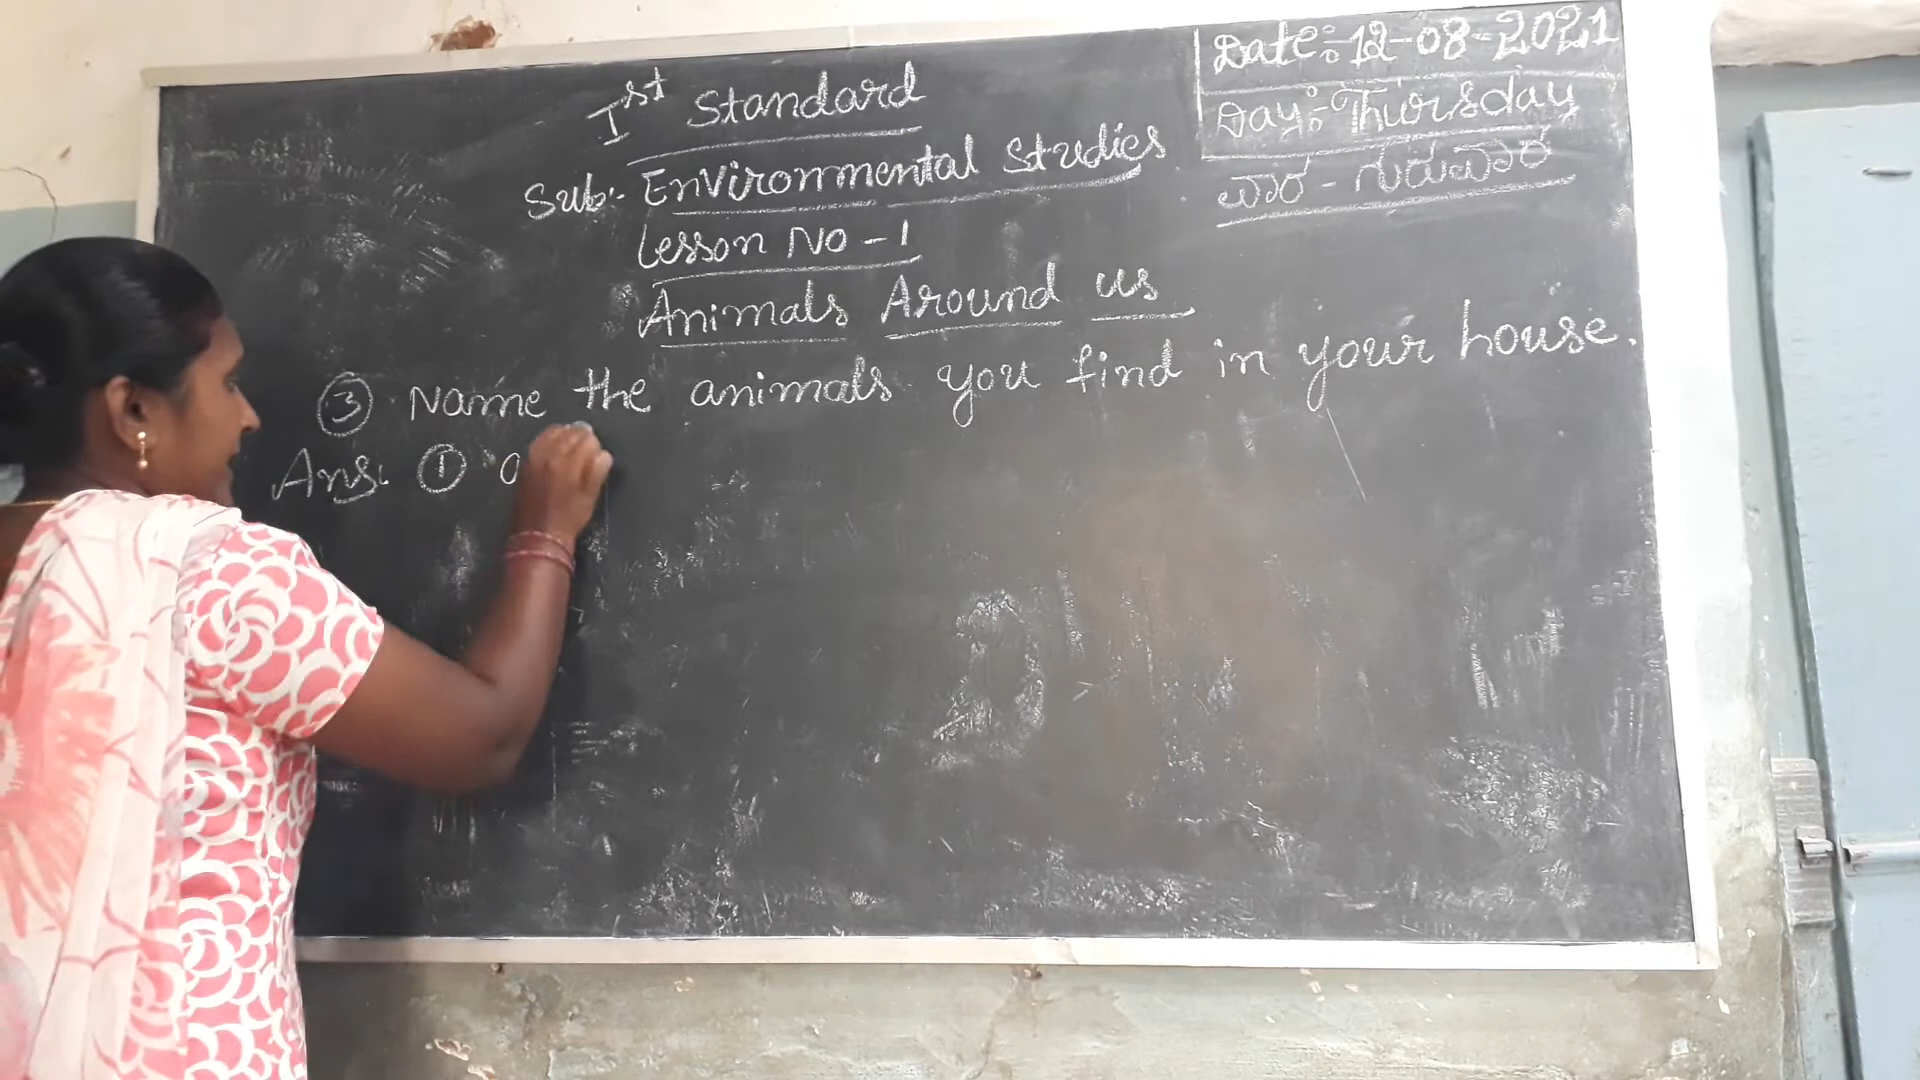 Date:-12-08-2021
Day:-Thursday
ವಾರ - ಗುರುವಾರ
Ist Standard
Sub:- Environmental Studies
Lesson No - 1
Animals Around us
③ Name the animals you find in your house.
Ans. ①